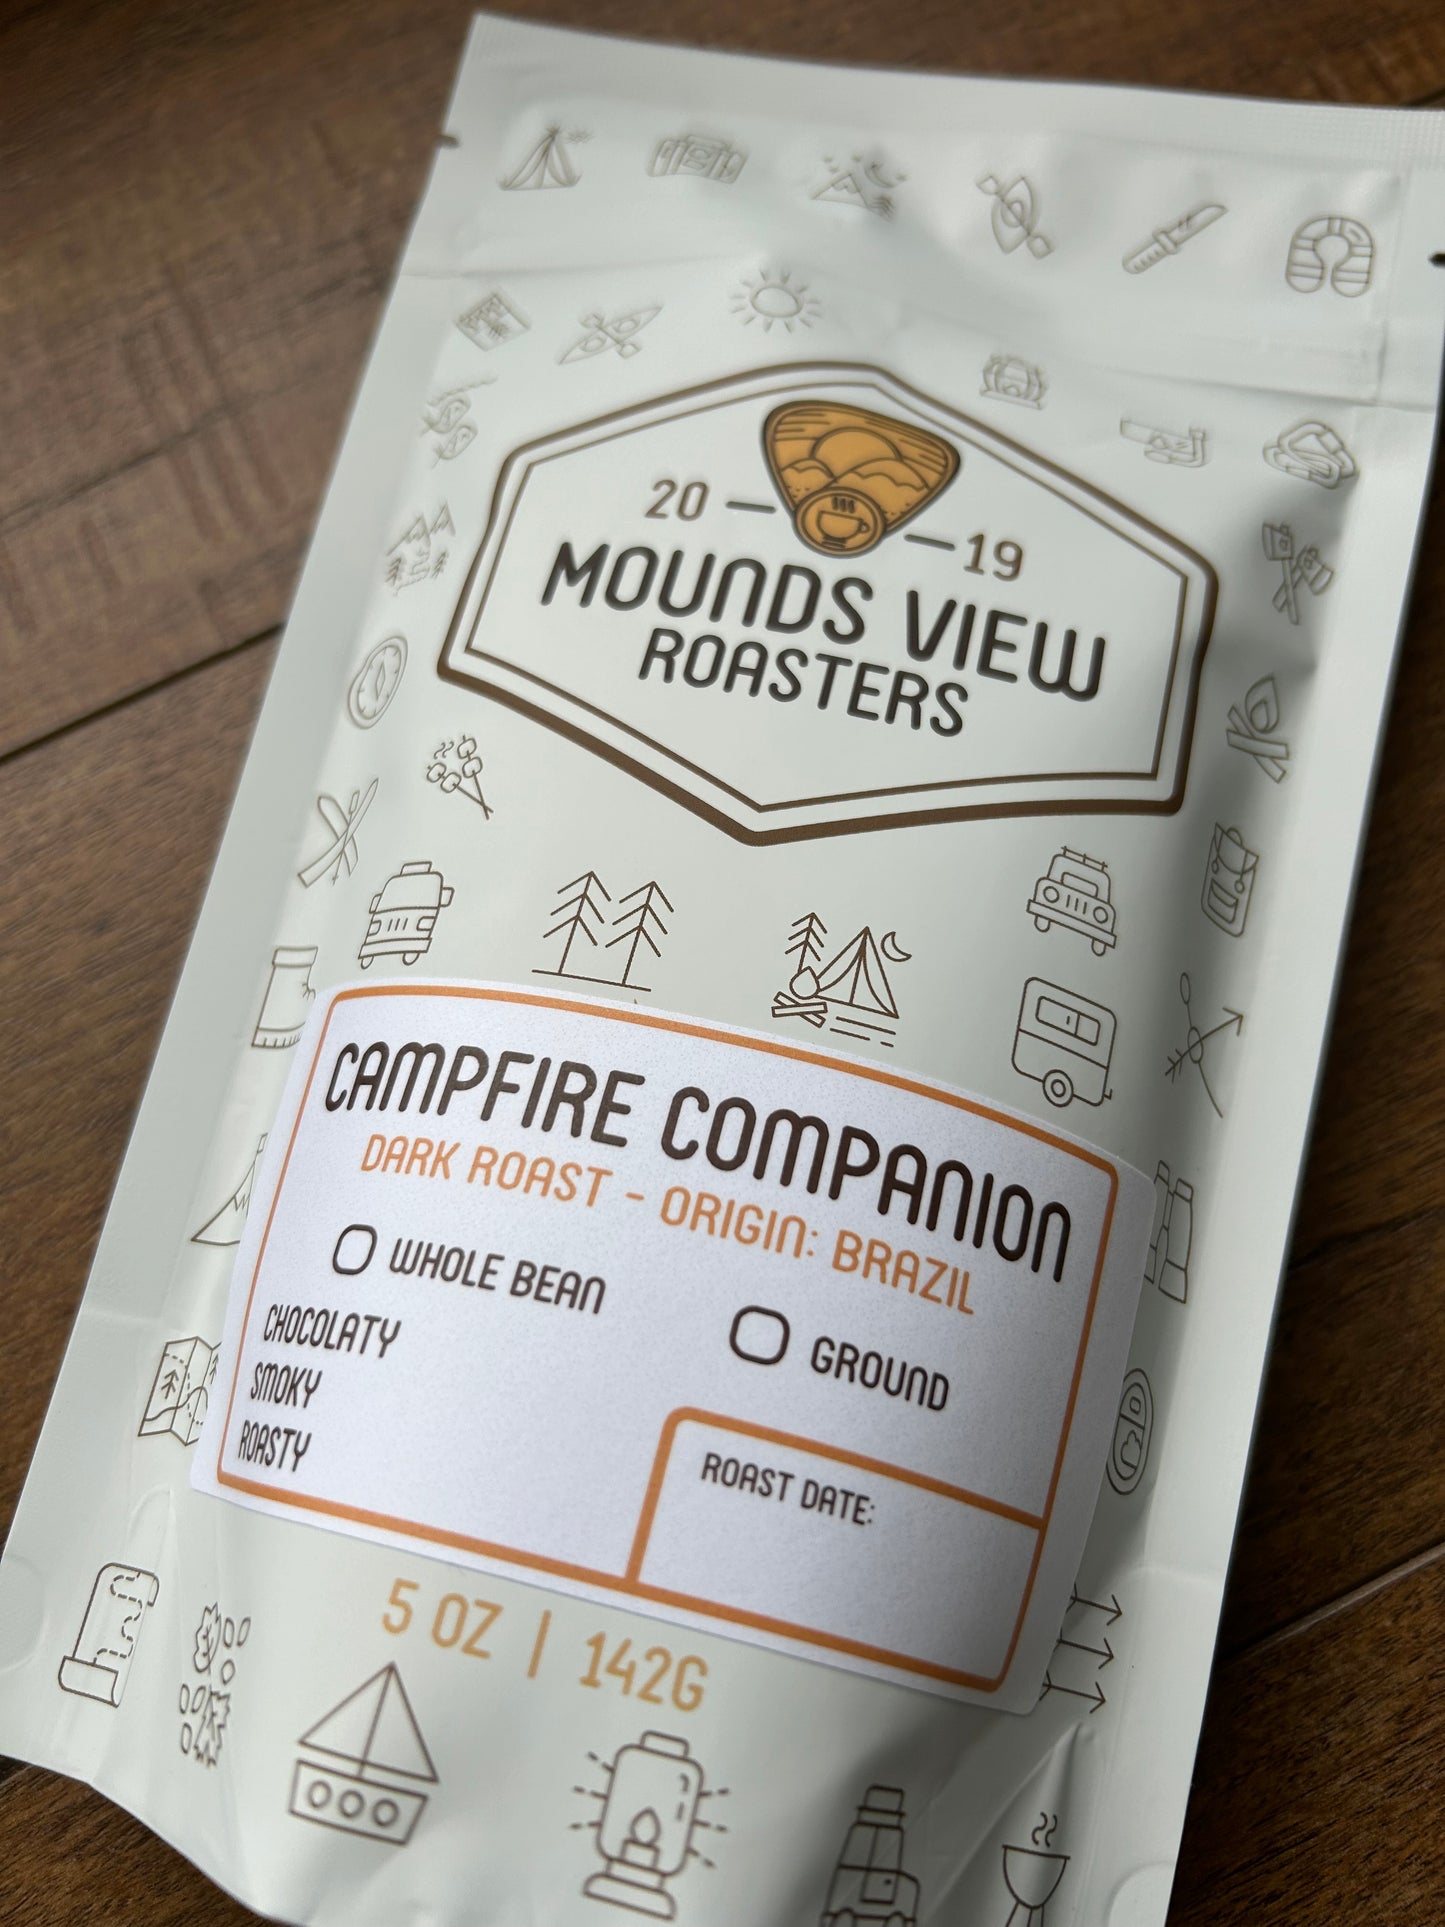 20 — 19
MOUNDS VIEW
ROASTERS
CAMPFIRE COMPANION
DARK ROAST - ORIGIN: BRAZIL
WHOLE BEAN
GROUND
CHOCOLATY
SMOKY
ROASTY
ROAST DATE:
5 OZ | 142G